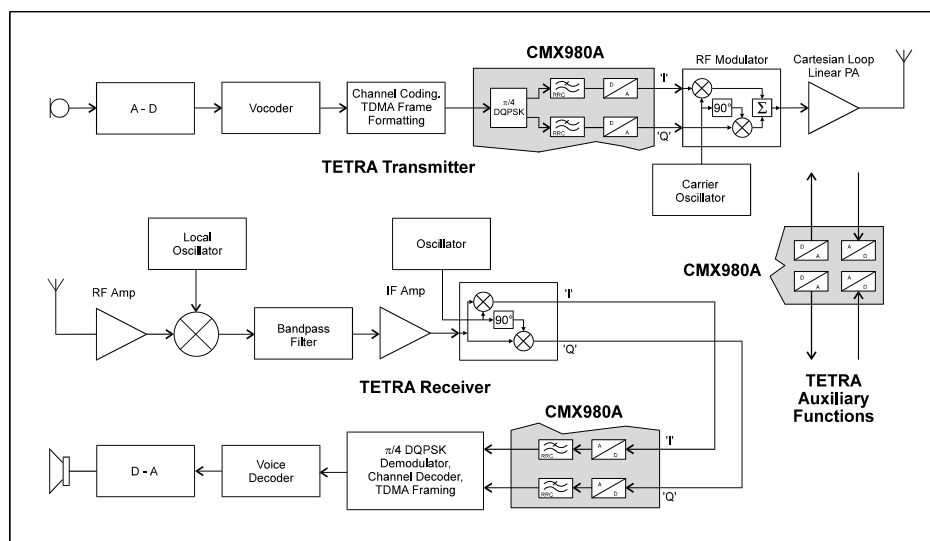 CMX980A
RF Modulator
Cartesian Loop
Linear PA
A - D
Vocoder
Channel Coding.
TDMA Frame
Formatting
π/4
DQPSK
RRC
D
A
'I'
RRC
D
A
'Q'
90°
Σ
TETRA Transmitter
Carrier
Oscillator
Local
Oscillator
Oscillator
CMX980A
D
A
A
D
D
A
A
D
RF Amp
Bandpass
Filter
IF Amp
'I'
90°
'Q'
TETRA Receiver
TETRA
Auxiliary
Functions
CMX980A
D - A
Voice
Decoder
π/4 DQPSK
Demodulator,
Channel Decoder,
TDMA Framing
RRC
A
D
'I'
RRC
A
D
'Q'